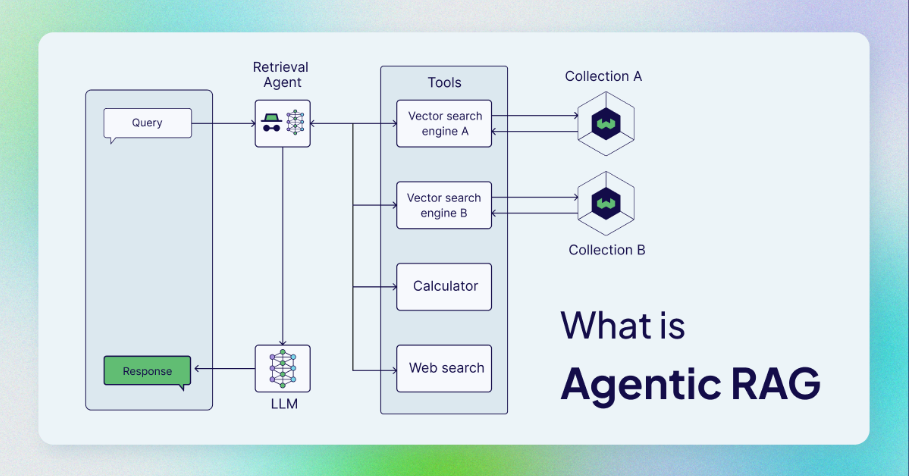 Retrieval
Agent
Query
Tools
Vector search
engine A
Collection A
Vector search
engine B
Collection B
Calculator
Web search
Response
LLM
What is
Agentic RAG